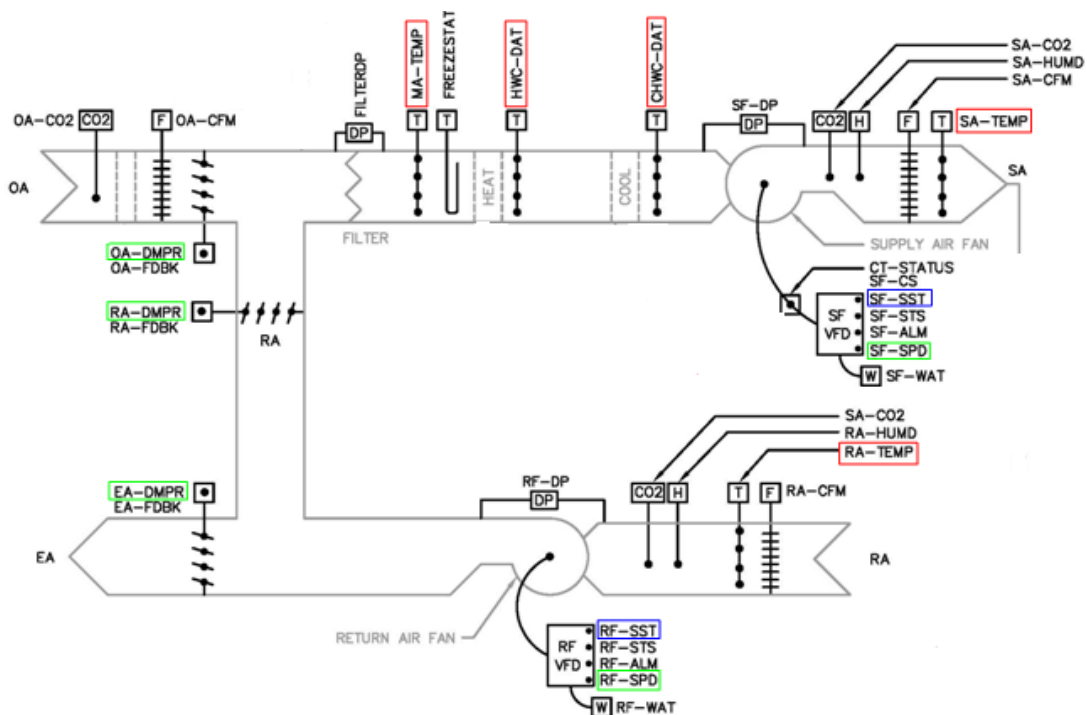 FILTERDP
MA-TEMP
FREEZESTAT
HWC-DAT
CHWC-DAT
SA-CO2
SA-HUMD
SA-CFM
SF-DP
OA-CO2 CO2
F OA-CFM
DP
T
T
T
T
DP
CO2
H
F
T
SA-TEMP
OA
HEAT
COOL
SA
FILTER
SUPPLY AIR FAN
OA-DMPR
OA-FDBK
CT-STATUS
SF-CS
RA-DMPR
RA-FDBK
RA
SF
VFD
SF-SST
SF-STS
SF-ALM
SF-SPD
W SF-WAT
SA-CO2
RA-HUMD
RA-TEMP
EA-DMPR
EA-FDBK
RF-DP
DP
CO2
H
T
F RA-CFM
EA
RA
RETURN AIR FAN
RF
VFD
RF-SST
RF-STS
RF-ALM
RF-SPD
W RF-WAT